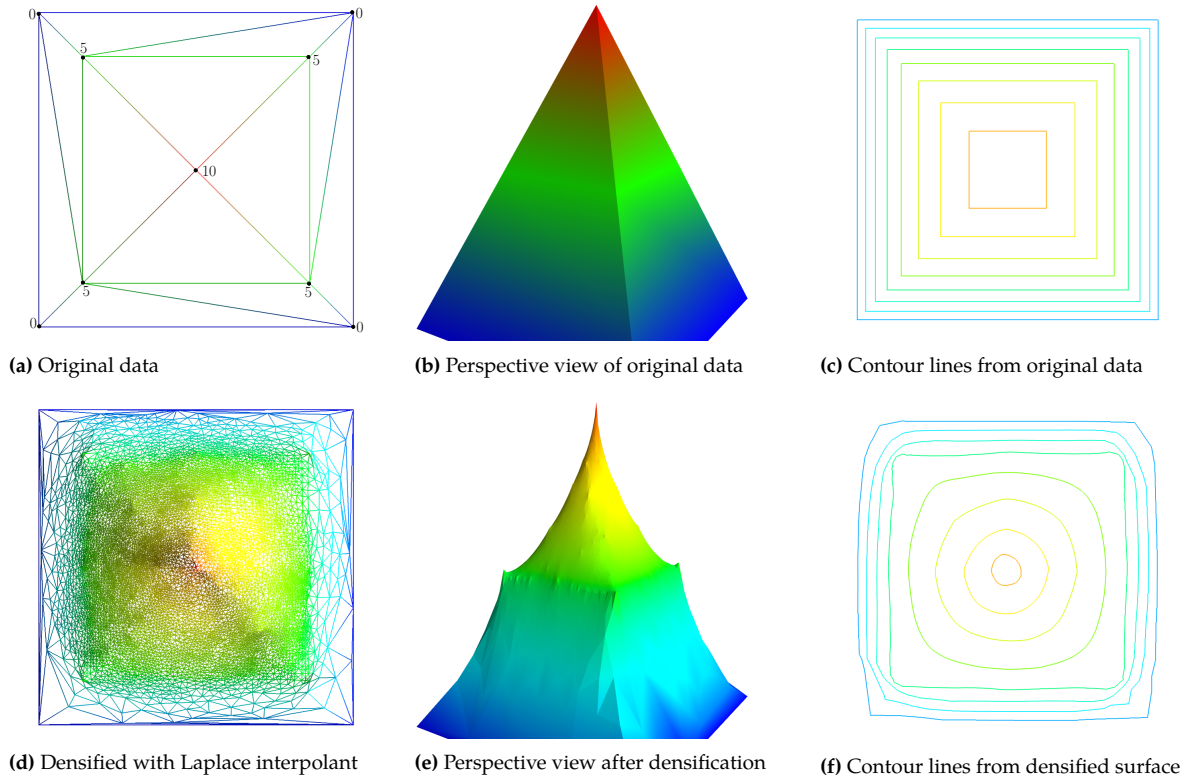 0
0
5
5
10
5
5
0
0
(a) Original data
(b) Perspective view of original data
(c) Contour lines from original data
(d) Densified with Laplace interpolant
(e) Perspective view after densification
(f) Contour lines from densified surface